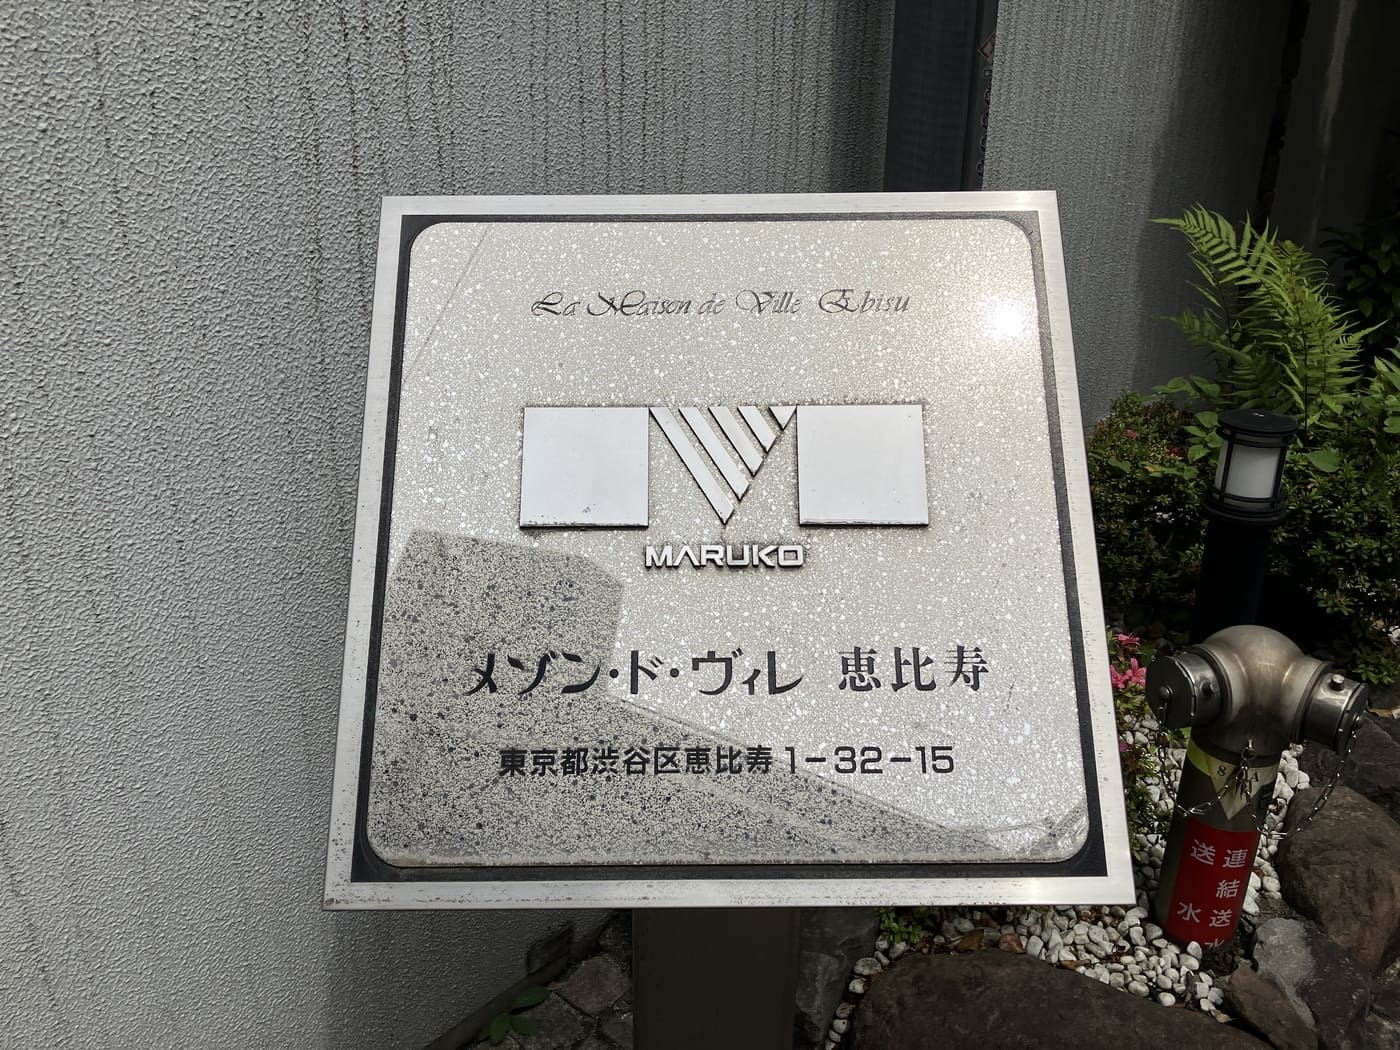 La Maison de Ville Ebisu
MARUKO
メゾン・ド・ヴィレ 恵比寿
東京都渋谷区恵比寿1-32-15
連結送水
送水